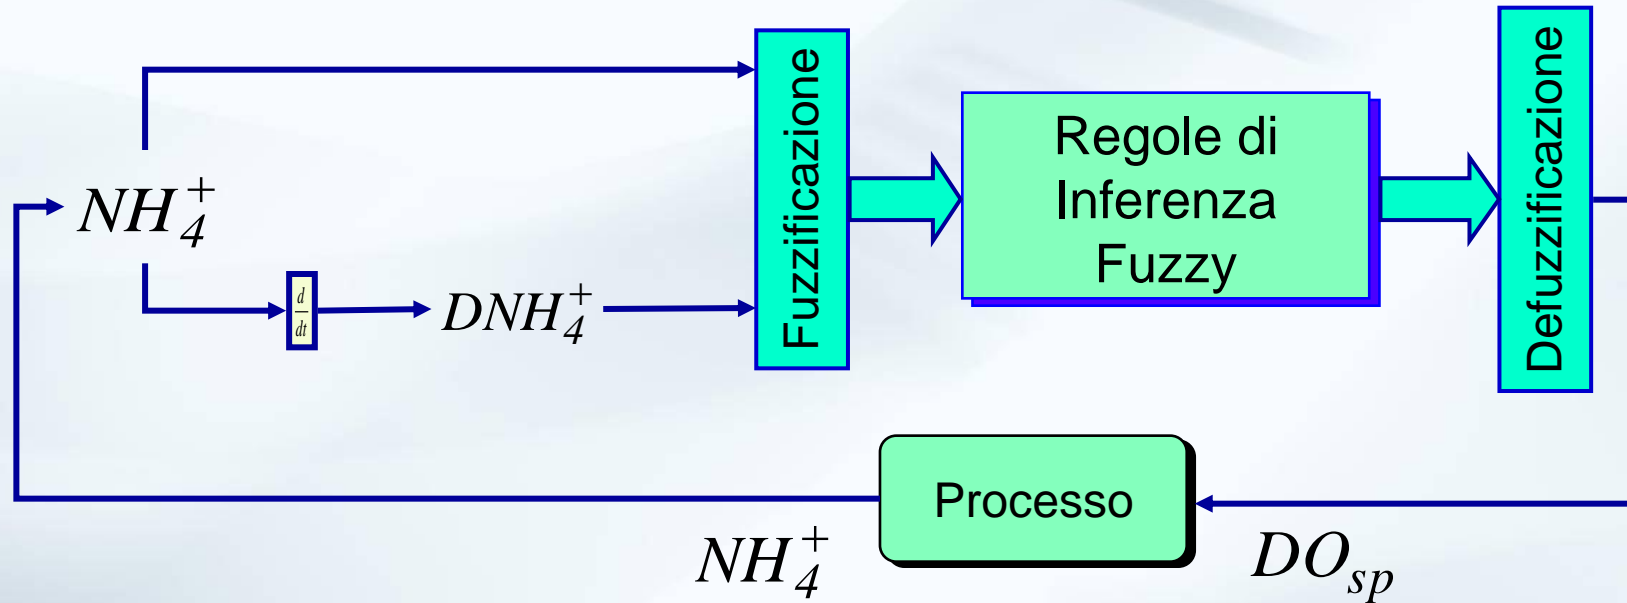 Fuzzificazione
Regole di
Inferenza
Fuzzy
Defuzzificazione
NH₄⁺
d
dt
DNH₄⁺
Processo
NH₄⁺
DOₛₚ